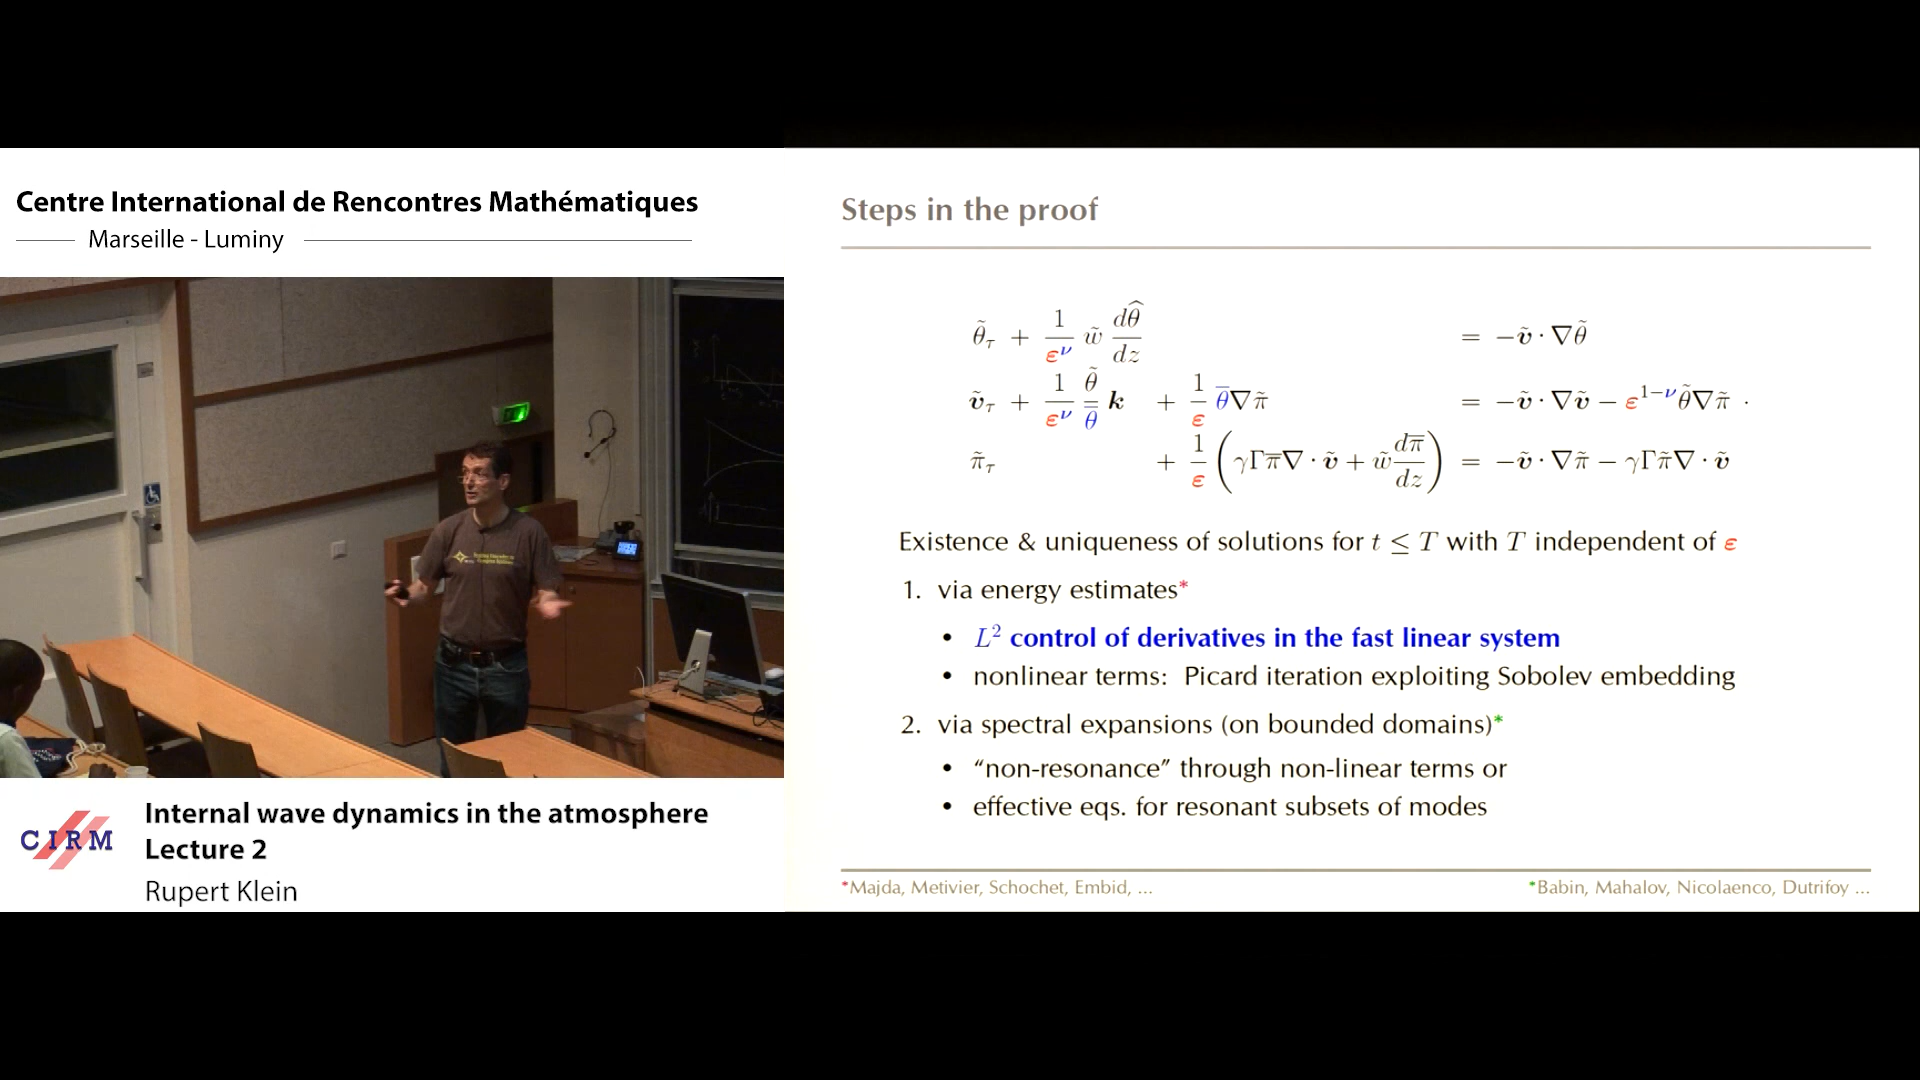 Centre International de Rencontres Mathématiques
Marseille - Luminy
Internal wave dynamics in the atmosphere
Lecture 2
Rupert Klein
CIRM
Steps in the proof
θ̃_τ + 1/ε^ν w̃ dθ̂/dz = −ṽ · ∇θ̃
ṽ_τ + 1/ε^ν θ̃/θ̄ k + 1/ε θ̄∇π̃ = −ṽ · ∇ṽ − ε^{1−ν}θ̃∇π̃ .
π̃_τ + 1/ε (γΓπ̄∇ · ṽ + w̃ dπ̄/dz) = −ṽ · ∇π̃ − γΓπ̃∇ · ṽ
Existence & uniqueness of solutions for t ≤ T with T independent of ε
1. via energy estimates*
• L² control of derivatives in the fast linear system
• nonlinear terms: Picard iteration exploiting Sobolev embedding
2. via spectral expansions (on bounded domains)*
• “non-resonance” through non-linear terms or
• effective eqs. for resonant subsets of modes
*Majda, Metivier, Schochet, Embid, ...
*Babin, Mahalov, Nicolaenco, Dutrifoy ...